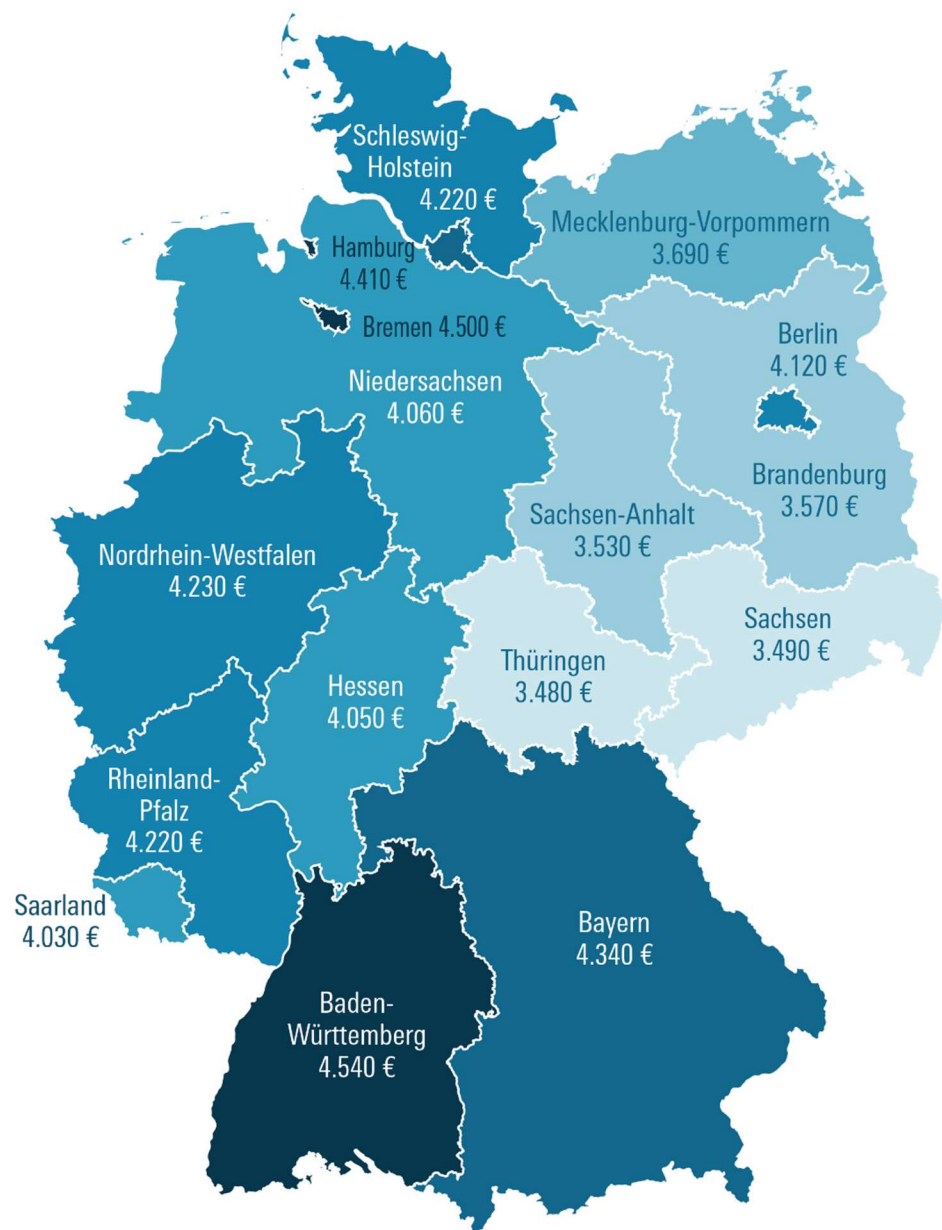 Schleswig-
Holstein
4.220 €
Mecklenburg-Vorpommern
3.690 €
Hamburg
4.410 €
Bremen 4.500 €
Berlin
4.120 €
Niedersachsen
4.060 €
Brandenburg
3.570 €
Sachsen-Anhalt
3.530 €
Nordrhein-Westfalen
4.230 €
Sachsen
3.490 €
Thüringen
3.480 €
Hessen
4.050 €
Rheinland-
Pfalz
4.220 €
Saarland
4.030 €
Bayern
4.340 €
Baden-
Württemberg
4.540 €